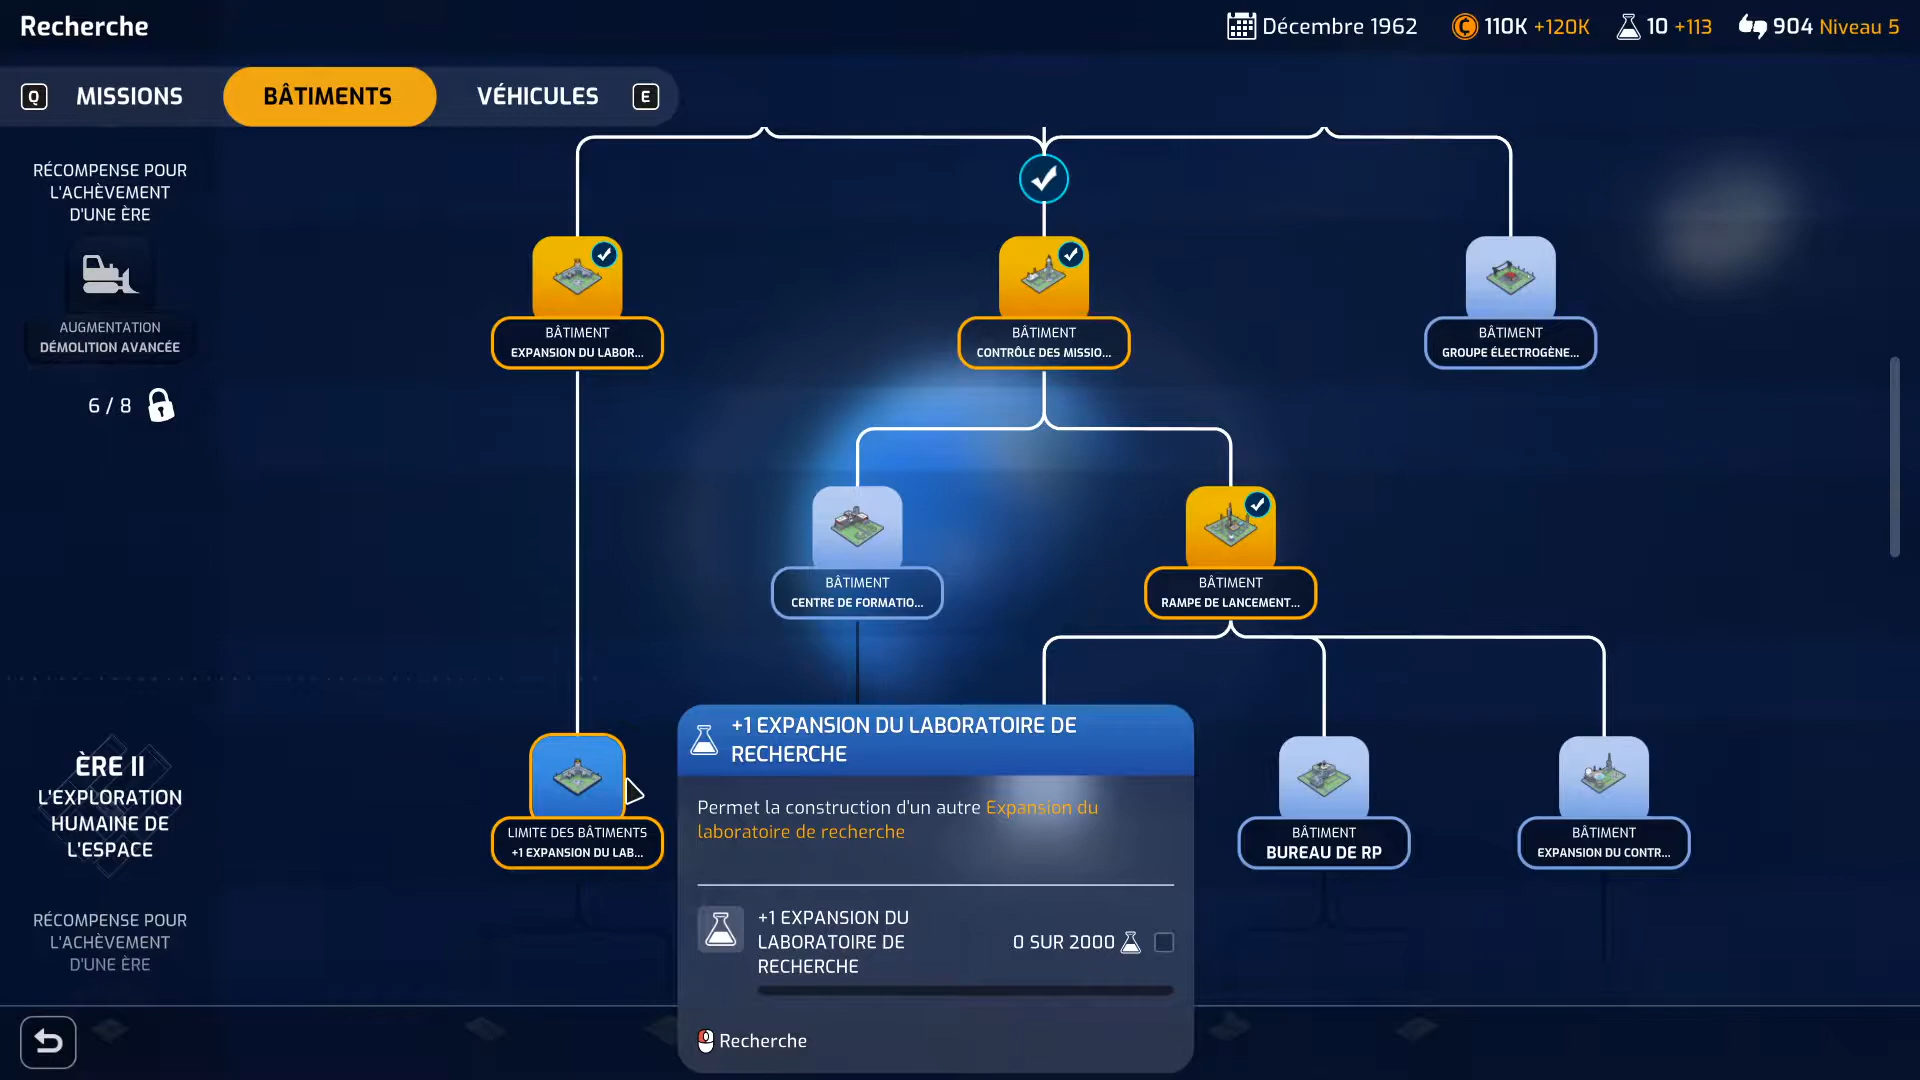 Recherche
Décembre 1962
110K +120K
10 +113
904 Niveau 5
Q MISSIONS BÂTIMENTS VÉHICULES E
RÉCOMPENSE POUR
L'ACHÈVEMENT
D'UNE ÈRE
AUGMENTATION
DÉMOLITION AVANCÉE
6 / 8
BÂTIMENT
EXPANSION DU LABOR...
BÂTIMENT
CONTRÔLE DES MISSIO...
BÂTIMENT
GROUPE ÉLECTROGÈNE...
BÂTIMENT
CENTRE DE FORMATIO...
BÂTIMENT
RAMPE DE LANCEMENT...
ÈRE II
L'EXPLORATION
HUMAINE DE
L'ESPACE
LIMITE DES BÂTIMENTS
+1 EXPANSION DU LAB...
BÂTIMENT
BUREAU DE RP
BÂTIMENT
EXPANSION DU CONTR...
+1 EXPANSION DU LABORATOIRE DE
RECHERCHE
Permet la construction d'un autre Expansion du
laboratoire de recherche
+1 EXPANSION DU
LABORATOIRE DE
RECHERCHE
0 SUR 2000
Recherche
RÉCOMPENSE POUR
L'ACHÈVEMENT
D'UNE ÈRE